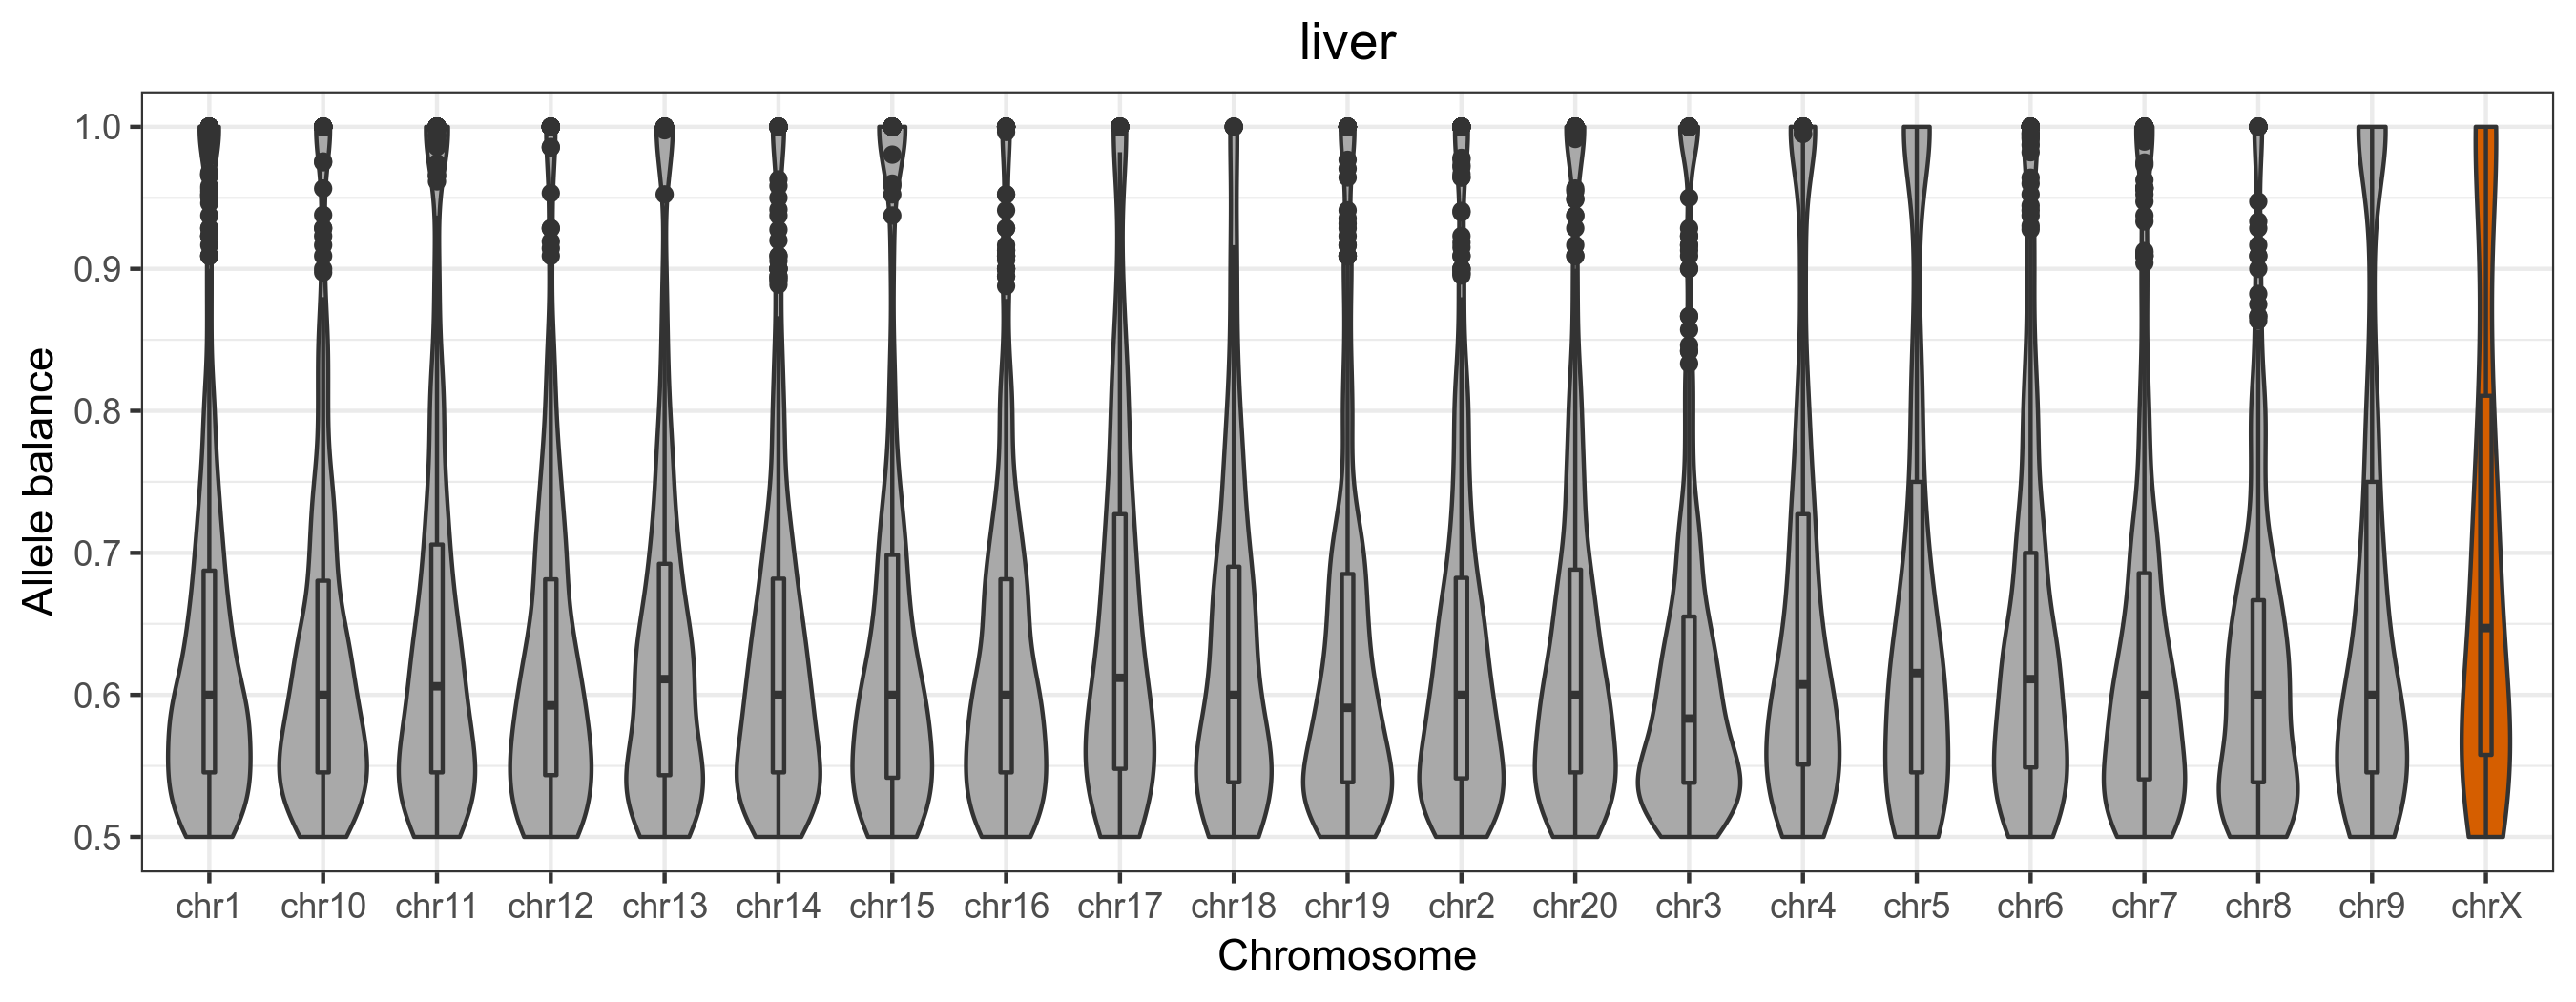 liver
Allele balance
1.0
0.9
0.8
0.7
0.6
0.5
chr1 chr10 chr11 chr12 chr13 chr14 chr15 chr16 chr17 chr18 chr19 chr2 chr20 chr3 chr4 chr5 chr6 chr7 chr8 chr9 chrX
Chromosome